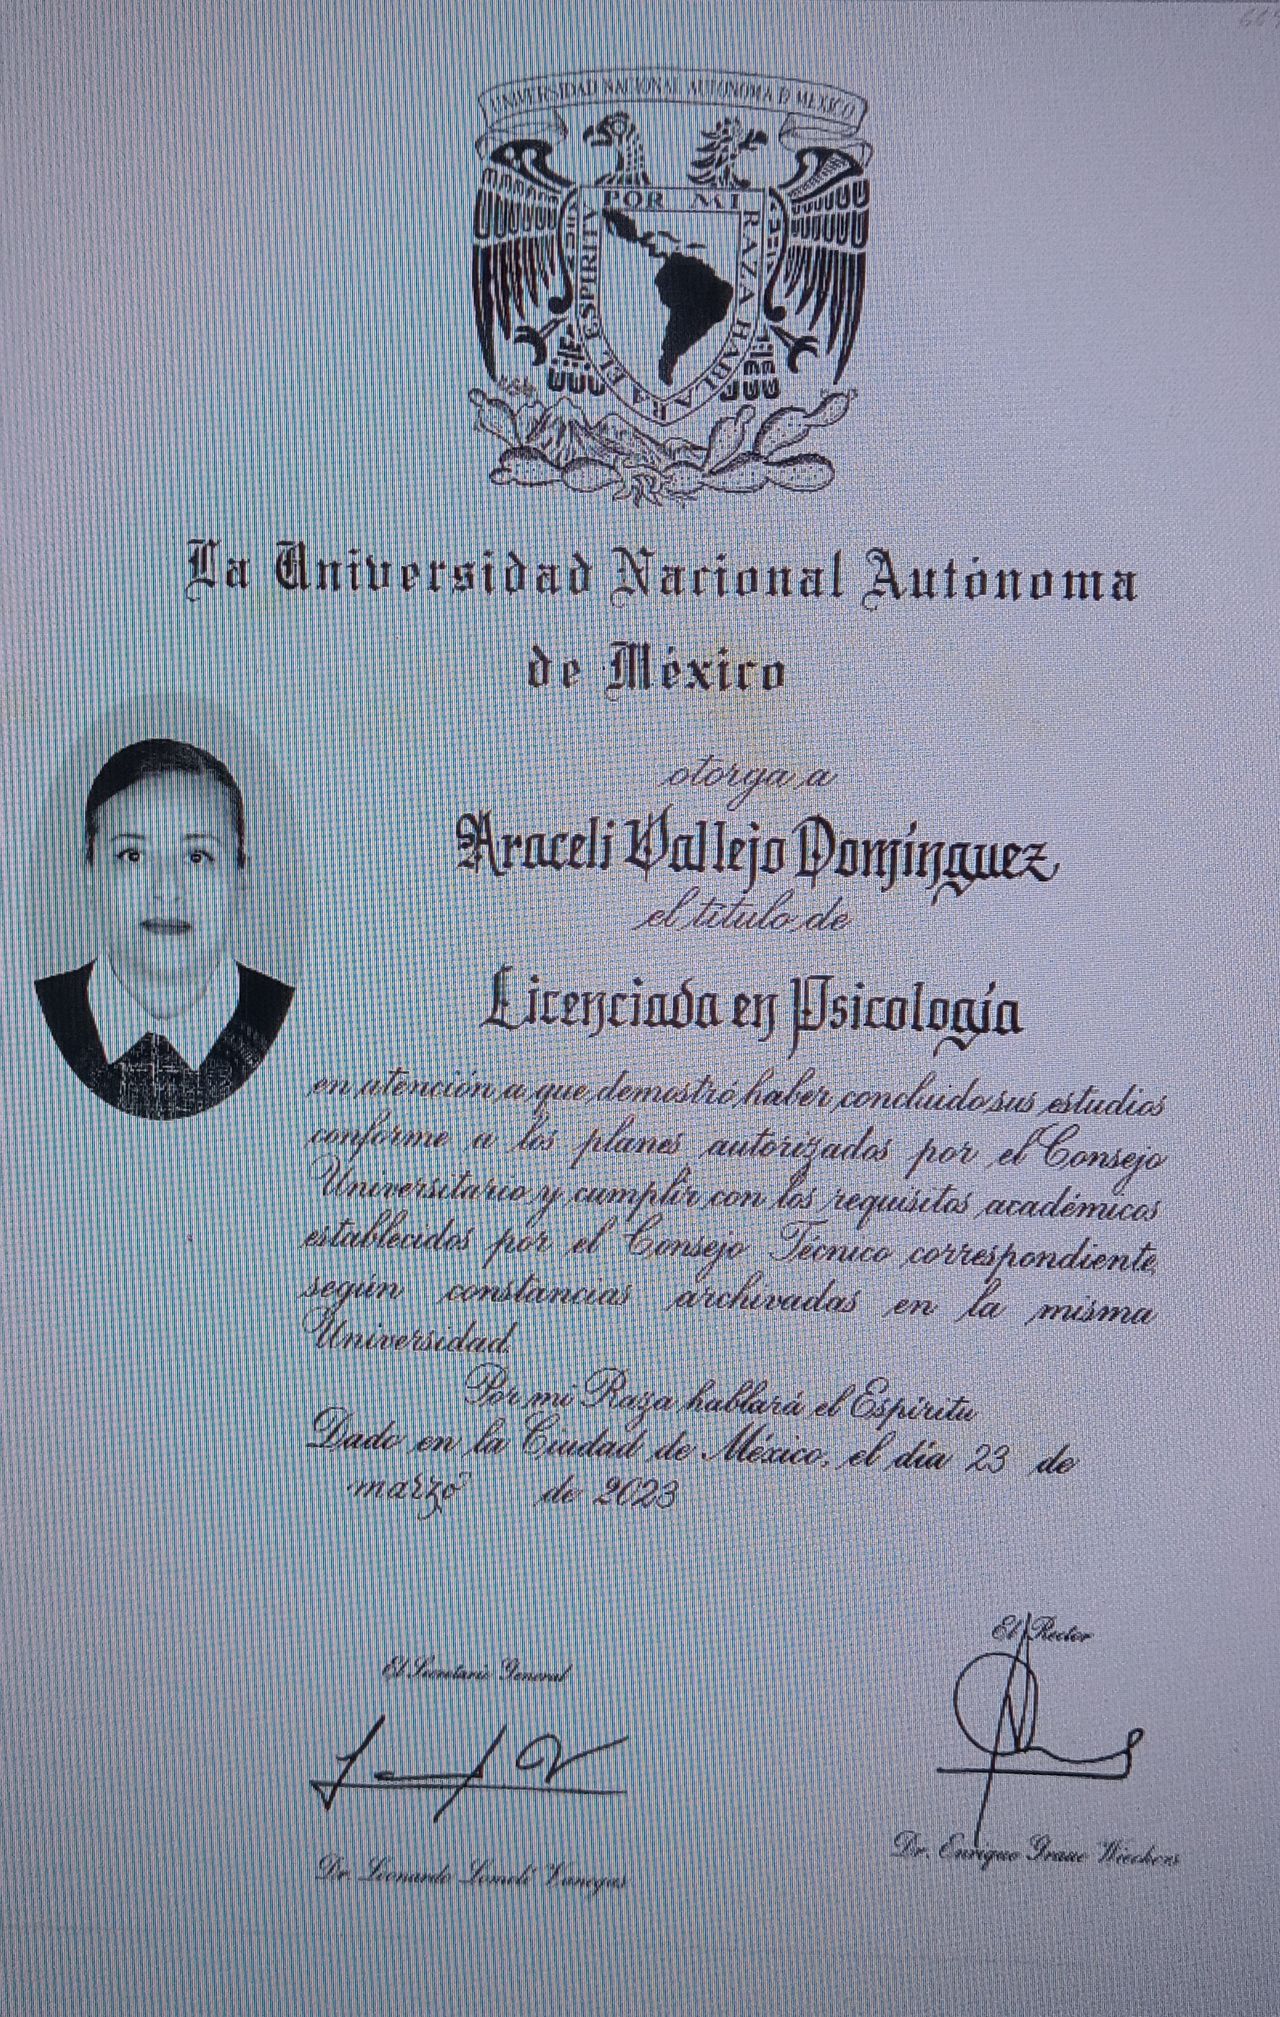 UNIVERSIDAD NACIONAL AUTONOMA D MEXICO
POR MI RAZA HABLARA EL ESPIRITV
La Universidad Nacional Autónoma
de México
otorga a
Araceli Vallejo Domínguez
el título de
Licenciada en Psicología
en atención a que demostró haber concluido sus estudios
conforme a los planes autorizados por el Consejo
Universitario y cumplir con los requisitos académicos
establecidos por el Consejo Técnico correspondiente,
según constancias archivadas en la misma
Universidad.
Por mi Raza hablará el Espíritu
Dado en la Ciudad de México, el día 23 de
marzo de 2023
El Rector
El Secretario General
Dr. Enrique Graue Wiechers
Dr. Leonardo Lomelí Vanegas